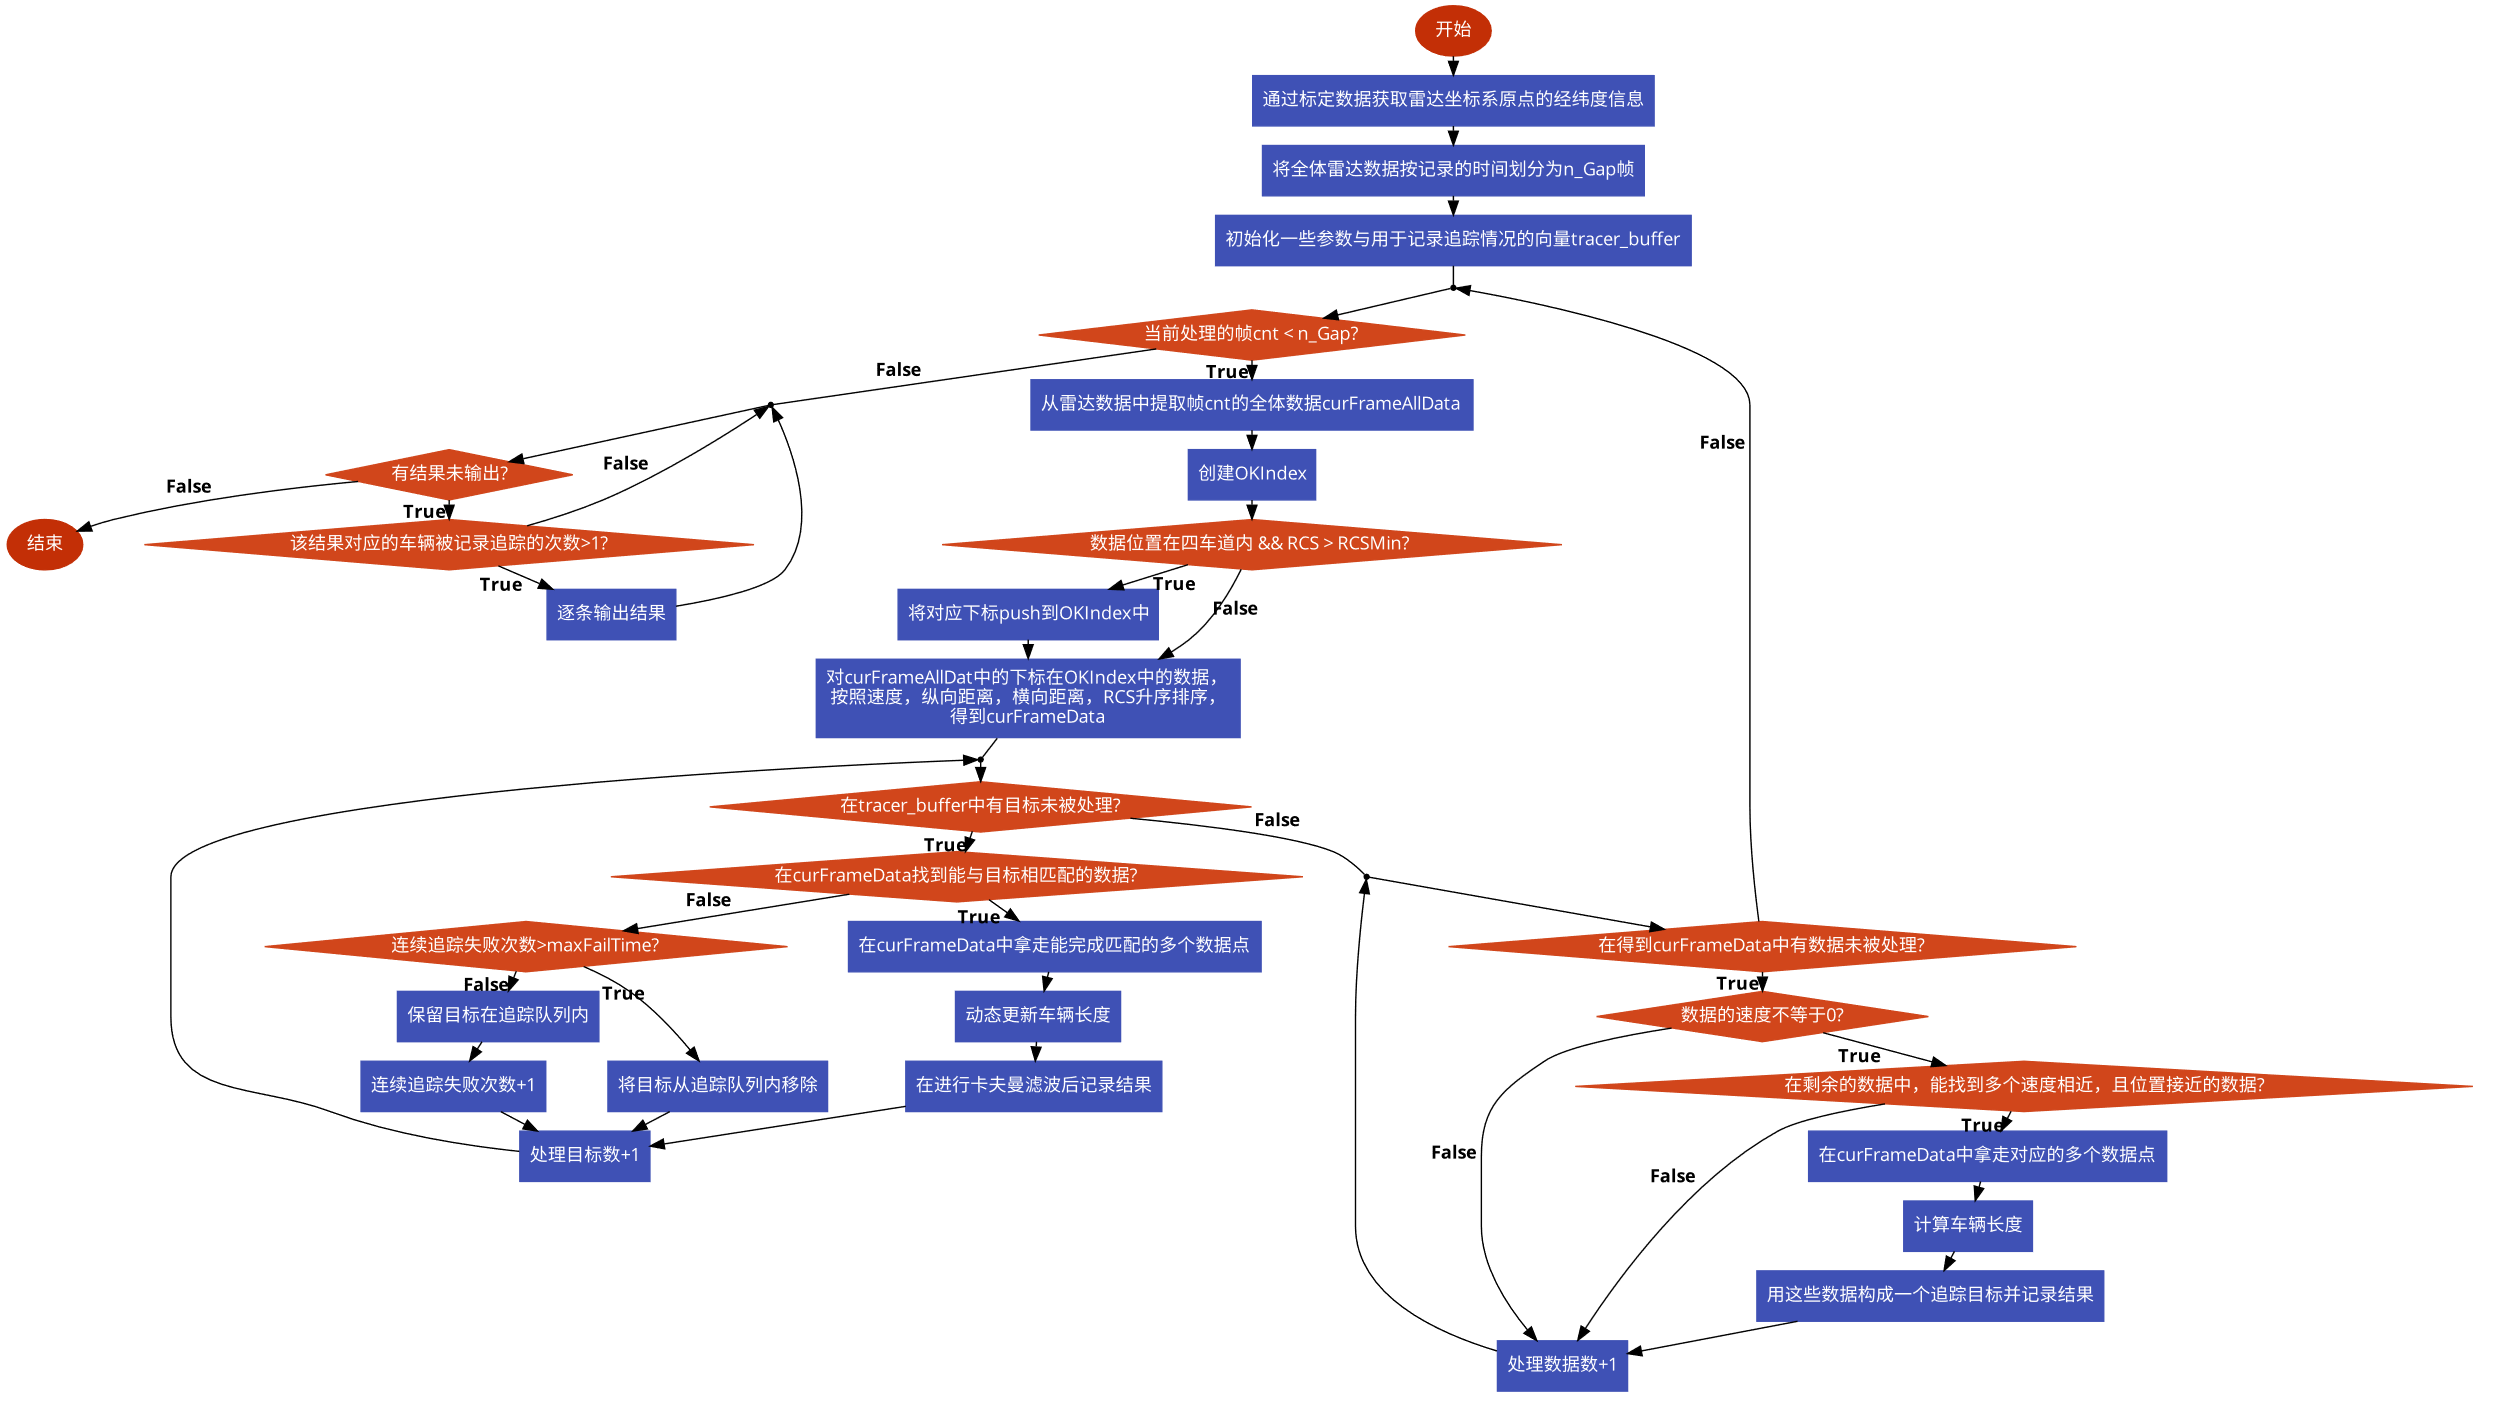 开始
通过标定数据获取雷达坐标系原点的经纬度信息
将全体雷达数据按记录的时间划分为n_Gap帧
初始化一些参数与用于记录追踪情况的向量tracer_buffer
当前处理的帧cnt < n_Gap?
False
True
从雷达数据中提取帧cnt的全体数据curFrameAllData
False
有结果未输出?
False
创建OKIndex
False
True
结束
该结果对应的车辆被记录追踪的次数>1?
数据位置在四车道内 && RCS > RCSMin?
True
True
逐条输出结果
将对应下标push到OKIndex中
False
对curFrameAllDat中的下标在OKIndex中的数据，
按照速度，纵向距离，横向距离，RCS升序排序，
得到curFrameData
在tracer_buffer中有目标未被处理?
False
True
在curFrameData找到能与目标相匹配的数据?
False
True
连续追踪失败次数>maxFailTime?
在curFrameData中拿走能完成匹配的多个数据点
在得到curFrameData中有数据未被处理?
False
True
True
保留目标在追踪队列内
动态更新车辆长度
数据的速度不等于0?
True
连续追踪失败次数+1
将目标从追踪队列内移除
在进行卡夫曼滤波后记录结果
在剩余的数据中，能找到多个速度相近，且位置接近的数据?
True
处理目标数+1
False
False
在curFrameData中拿走对应的多个数据点
计算车辆长度
用这些数据构成一个追踪目标并记录结果
处理数据数+1